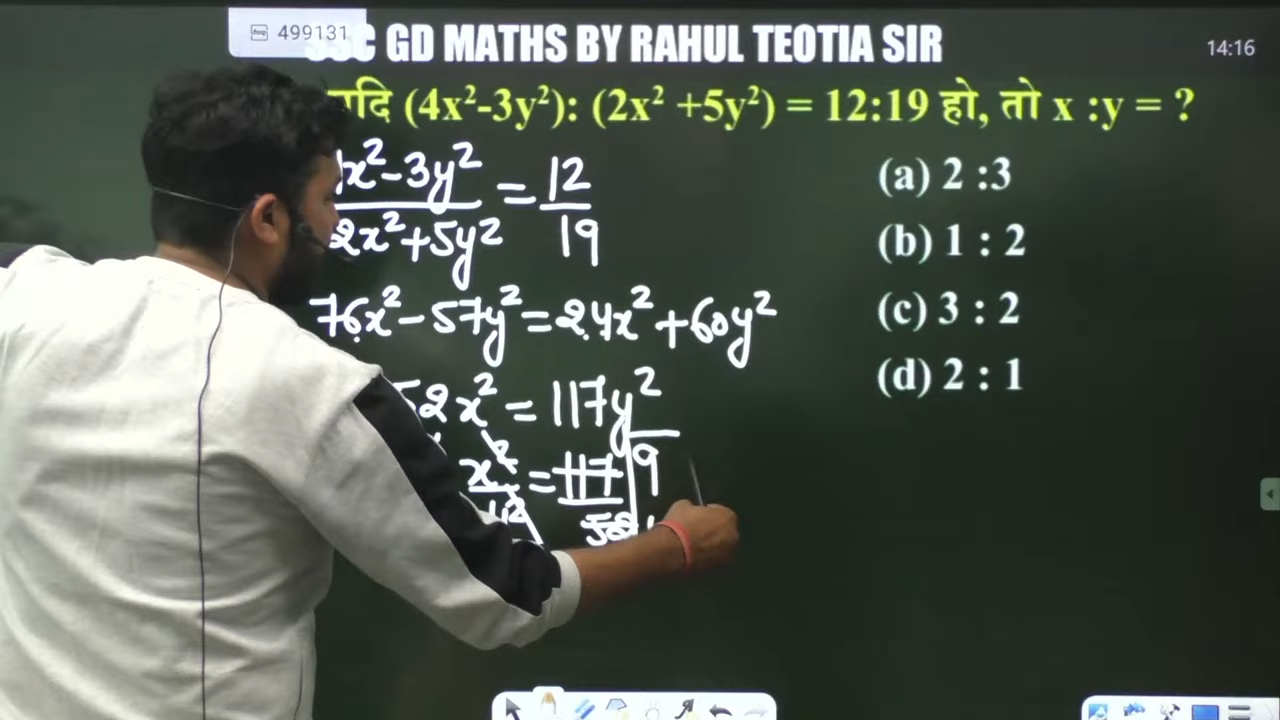 499131
SSC GD MATHS BY RAHUL TEOTIA SIR
14:16
यदि (4x²-3y²): (2x² +5y²) = 12:19 हो, तो x :y = ?
(a) 2 :3
(b) 1 : 2
(c) 3 : 2
(d) 2 : 1
x²-3y² = 12
2x²+5y² 19
76x²-57y² = 24x²+60y²
52x² = 117y²
x² = 117 9
y² 52